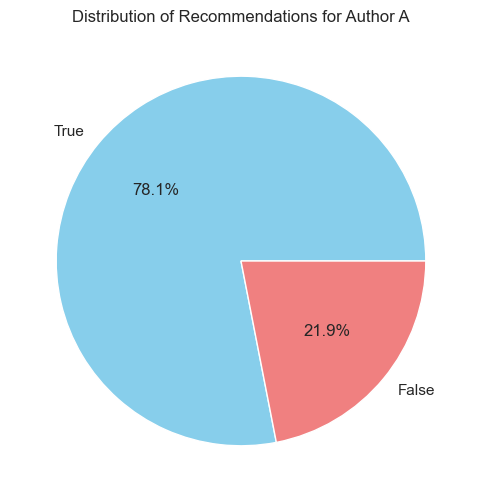 Distribution of Recommendations for Author A
True
78.1%
21.9%
False